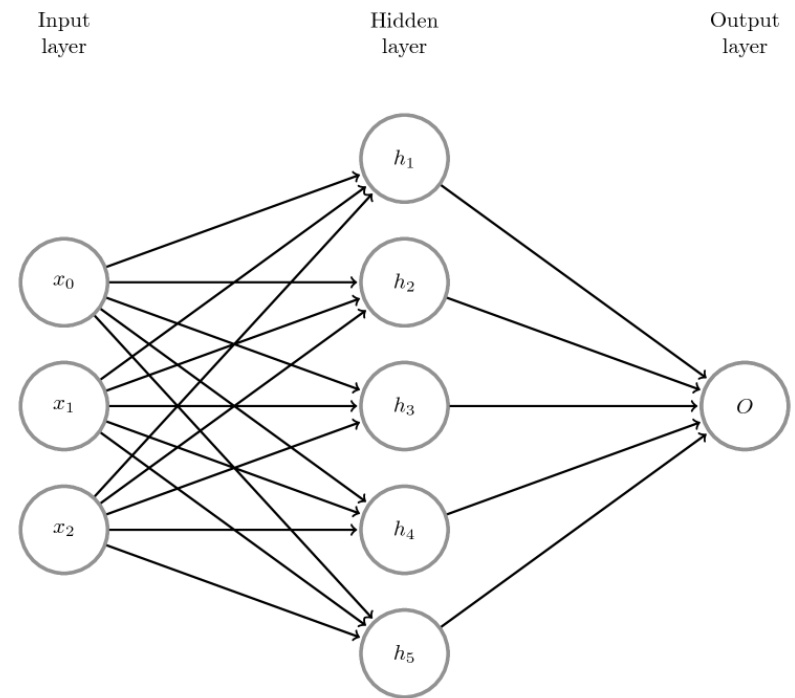 Input
layer
Hidden
layer
Output
layer
h₁
x₀
h₂
x₁
h₃
O
x₂
h₄
h₅